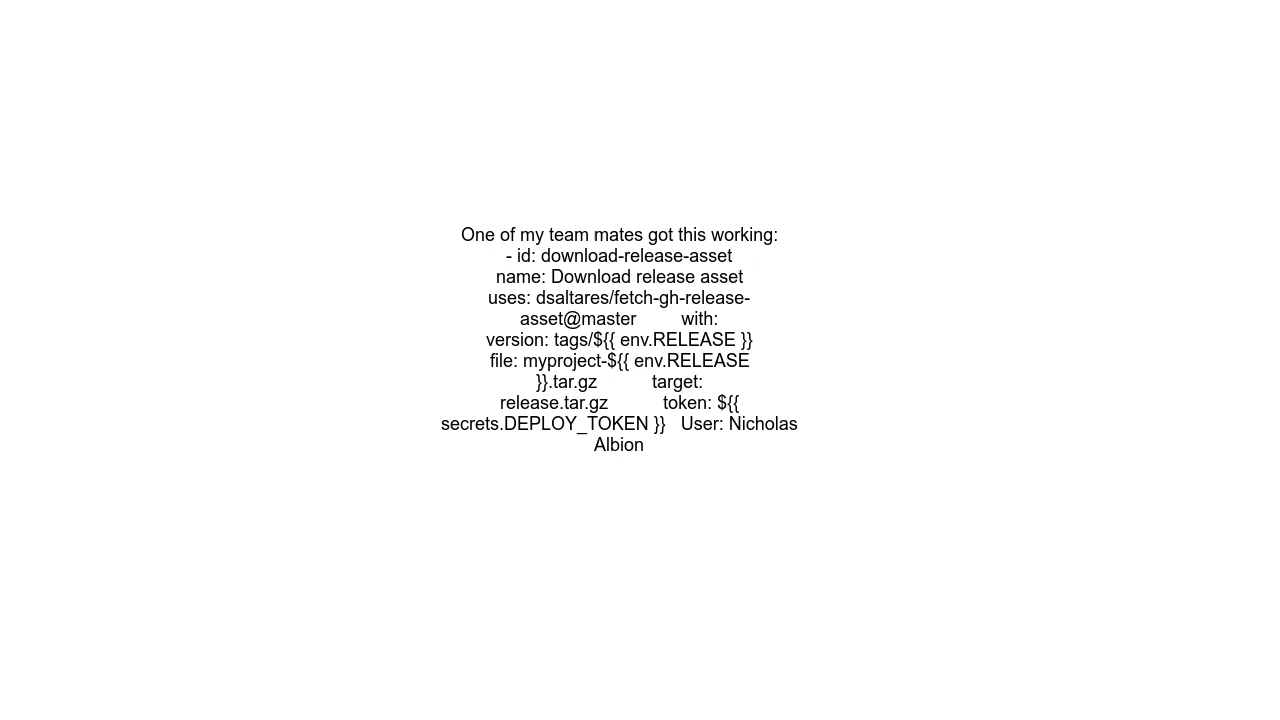 One of my team mates got this working:
- id: download-release-asset
name: Download release asset
uses: dsaltares/fetch-gh-release-
asset@master         with:
version: tags/${{ env.RELEASE }}
file: myproject-${{ env.RELEASE
}}.tar.gz           target:
release.tar.gz           token: ${{
secrets.DEPLOY_TOKEN }}   User: Nicholas
Albion